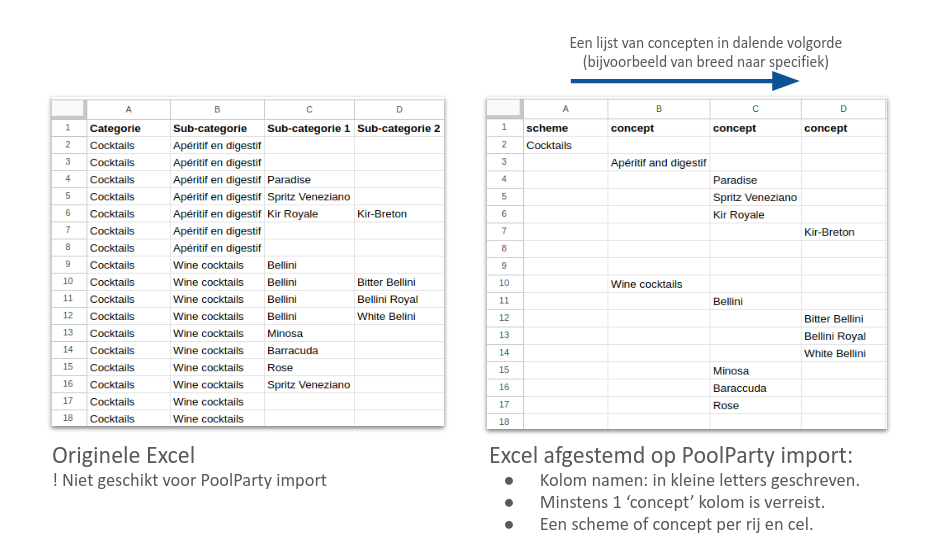 Een lijst van concepten in dalende volgorde
(bijvoorbeeld van breed naar specifiek)
A B C D
1 Categorie Sub-categorie Sub-categorie 1 Sub-categorie 2
2 Cocktails Apéritif en digestif
3 Cocktails Apéritif en digestif
4 Cocktails Apéritif en digestif Paradise
5 Cocktails Apéritif en digestif Spritz Veneziano
6 Cocktails Apéritif en digestif Kir Royale Kir-Breton
7 Cocktails Apéritif en digestif
8 Cocktails Apéritif en digestif
9 Cocktails Wine cocktails Bellini
10 Cocktails Wine cocktails Bellini Bitter Bellini
11 Cocktails Wine cocktails Bellini Bellini Royal
12 Cocktails Wine cocktails Bellini White Belini
13 Cocktails Wine cocktails Minosa
14 Cocktails Wine cocktails Barracuda
15 Cocktails Wine cocktails Rose
16 Cocktails Wine cocktails Spritz Veneziano
17 Cocktails Wine cocktails
18 Cocktails Wine cocktails
Originele Excel
! Niet geschikt voor PoolParty import
A B C D
1 scheme concept concept concept
2 Cocktails
3 Apéritif and digestif
4 Paradise
5 Spritz Veneziano
6 Kir Royale
7 Kir-Breton
8
9
10 Wine cocktails
11 Bellini
12 Bitter Bellini
13 Bellini Royal
14 White Bellini
15 Minosa
16 Baraccuda
17 Rose
18
Excel afgestemd op PoolParty import:
● Kolom namen: in kleine letters geschreven.
● Minstens 1 ‘concept’ kolom is verreist.
● Een scheme of concept per rij en cel.